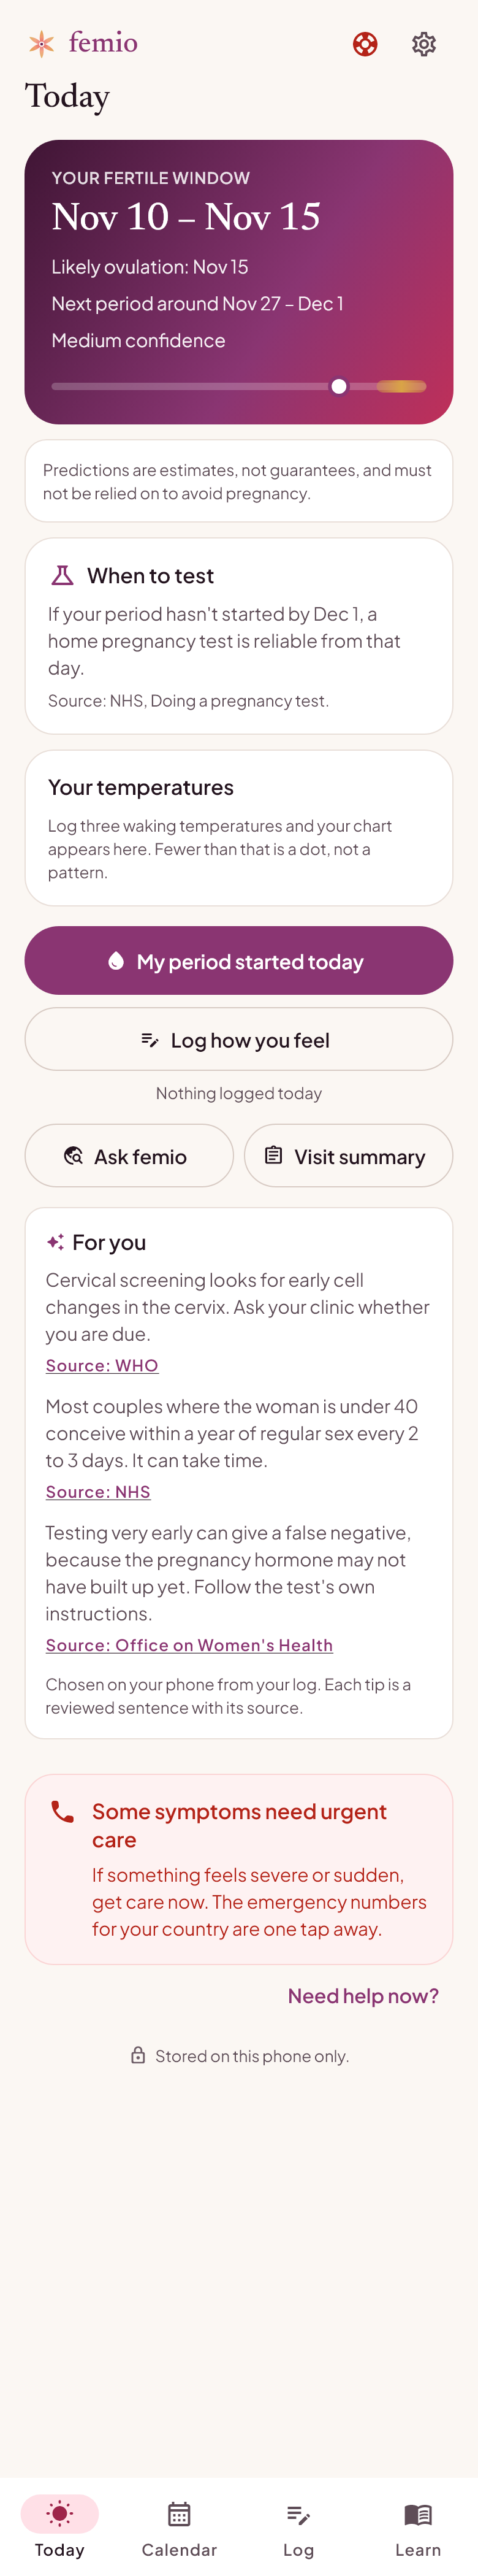 femio
Today
YOUR FERTILE WINDOW
Nov 10 – Nov 15
Likely ovulation: Nov 15
Next period around Nov 27 – Dec 1
Medium confidence
Predictions are estimates, not guarantees, and must
not be relied on to avoid pregnancy.
When to test
If your period hasn't started by Dec 1, a
home pregnancy test is reliable from that
day.
Source: NHS, Doing a pregnancy test.
Your temperatures
Log three waking temperatures and your chart
appears here. Fewer than that is a dot, not a
pattern.
My period started today
Log how you feel
Nothing logged today
Ask femio
Visit summary
For you
Cervical screening looks for early cell
changes in the cervix. Ask your clinic whether
you are due.
Source: WHO
Most couples where the woman is under 40
conceive within a year of regular sex every 2
to 3 days. It can take time.
Source: NHS
Testing very early can give a false negative,
because the pregnancy hormone may not
have built up yet. Follow the test's own
instructions.
Source: Office on Women's Health
Chosen on your phone from your log. Each tip is a
reviewed sentence with its source.
Some symptoms need urgent
care
If something feels severe or sudden,
get care now. The emergency numbers
for your country are one tap away.
Need help now?
Stored on this phone only.
Today
Calendar
Log
Learn